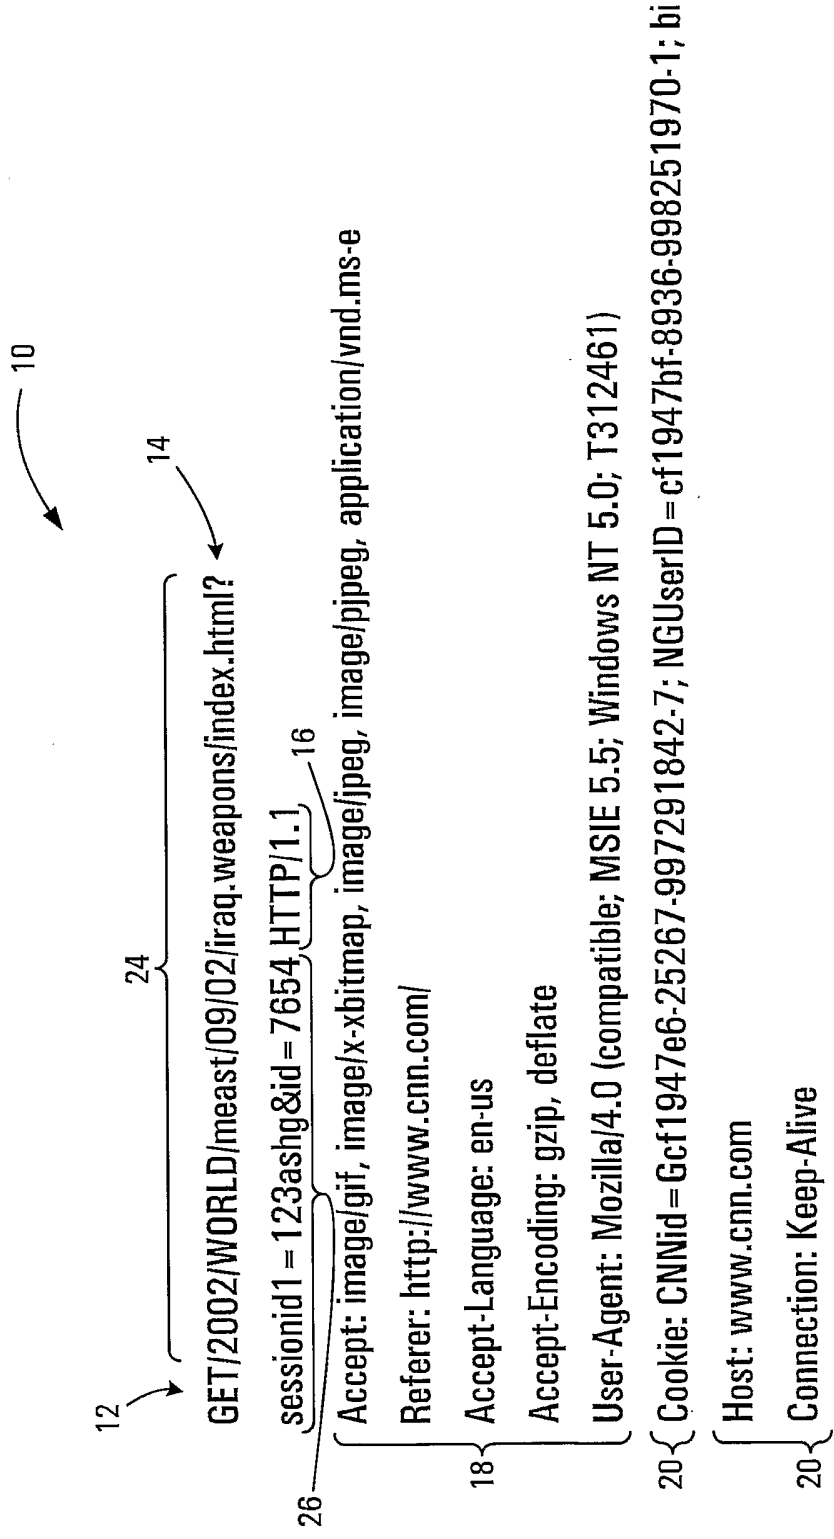 10
24
12
14
GET/2002/WORLD/meast/09/02/iraq.weapons/index.html?
sessionid1 = 123ashg&id = 7654 HTTP/1.1
26
16
Accept: image/gif, image/x-xbitmap, image/jpeg, image/pjpeg, application/vnd.ms-e
Referer: http://www.cnn.com/
18
Accept-Language: en-us
Accept-Encoding: gzip, deflate
User-Agent: Mozilla/4.0 (compatible; MSIE 5.5; Windows NT 5.0; T312461)
20
Cookie: CNNid = Gcf1947e6-25267-997291842-7; NGUserID = cf1947bf-8936-998251970-1; bi
Host: www.cnn.com
20
Connection: Keep-Alive